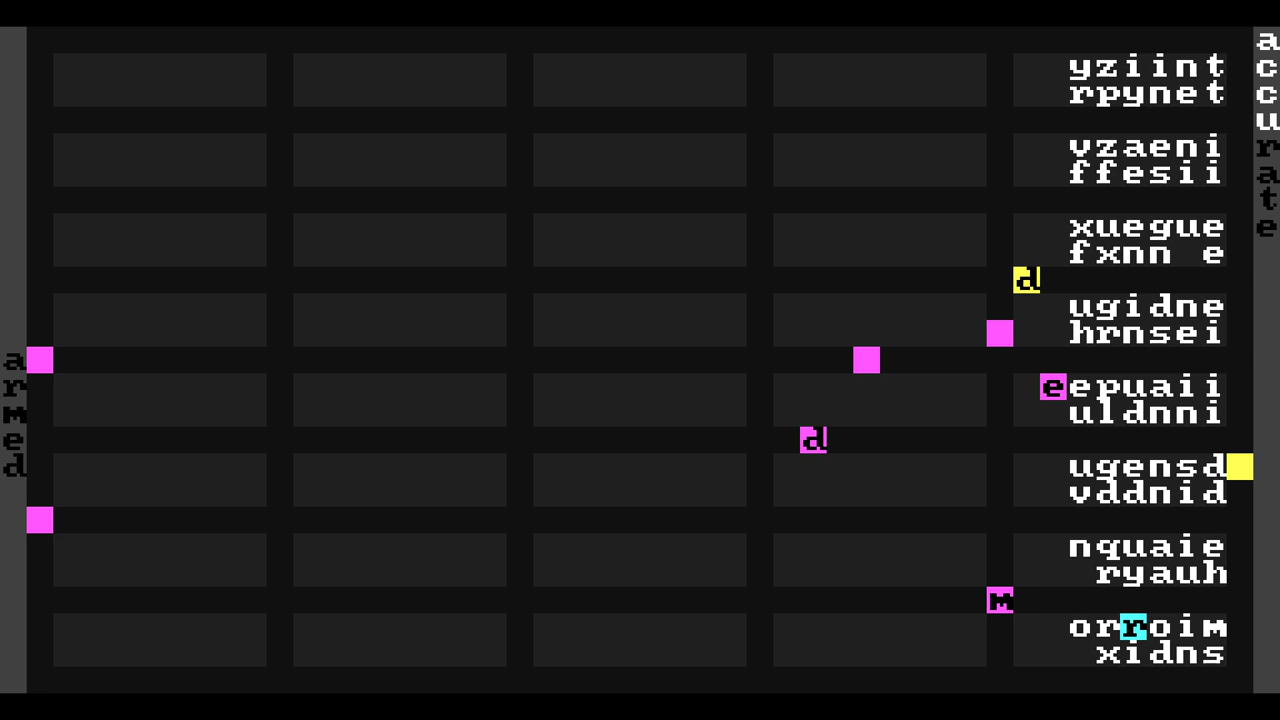 accurate
yziint
rpynet
vzaeni
ffesii
xuegue
fxnn e
d
ugidne
hrnsei
armed
eepuaii
uldnni
d
ugensd
vddnid
nquaie
ryauh
m
orroim
xidns